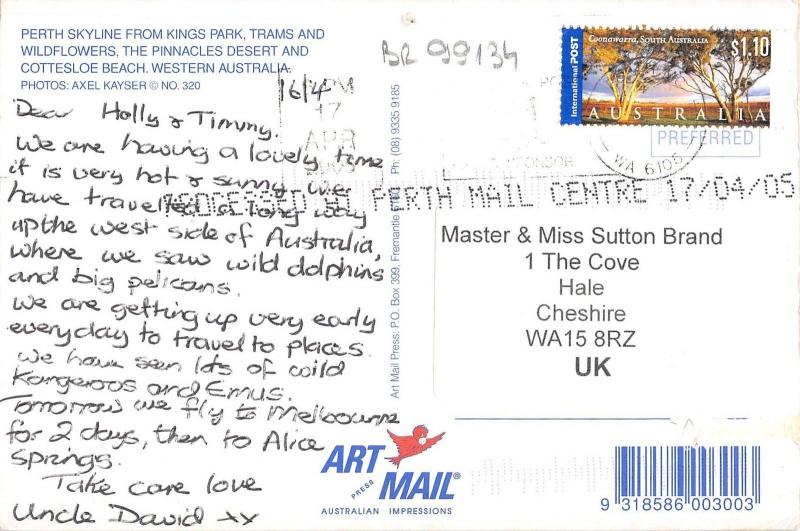 PERTH SKYLINE FROM KINGS PARK, TRAMS AND
WILDFLOWERS, THE PINNACLES DESERT AND
COTTESLOE BEACH. WESTERN AUSTRALIA.
PHOTOS: AXEL KAYSER © NO. 320
BR 99134
16/4
Dear Holly & Timmy.
We are having a lovely time
it is very hot & sunny, we
have travelled a long way
up the west side of Australia,
where we saw wild dolphins
and big pelicans.
We are getting up very early
everyday to travel to places.
We have seen lots of wild
Kangeroos and Emus.
Tomorrow we fly to Melbourne
for 2 days, then to Alice
Springs.
Take care love
Uncle David xx
PM
17
APR
PROCESSED AT PERTH MAIL CENTRE 17/04/05
Art Mail Press: P.O. Box 399, Fremantle Ph: (08) 9335 9185
International POST
Coonawarra, SOUTH AUSTRALIA
$1.10
AUSTRALIA
PREFERRED
WA 6105
Master & Miss Sutton Brand
1 The Cove
Hale
Cheshire
WA15 8RZ
UK
ART
PRESS
MAIL®
AUSTRALIAN IMPRESSIONS
9 318586 003003